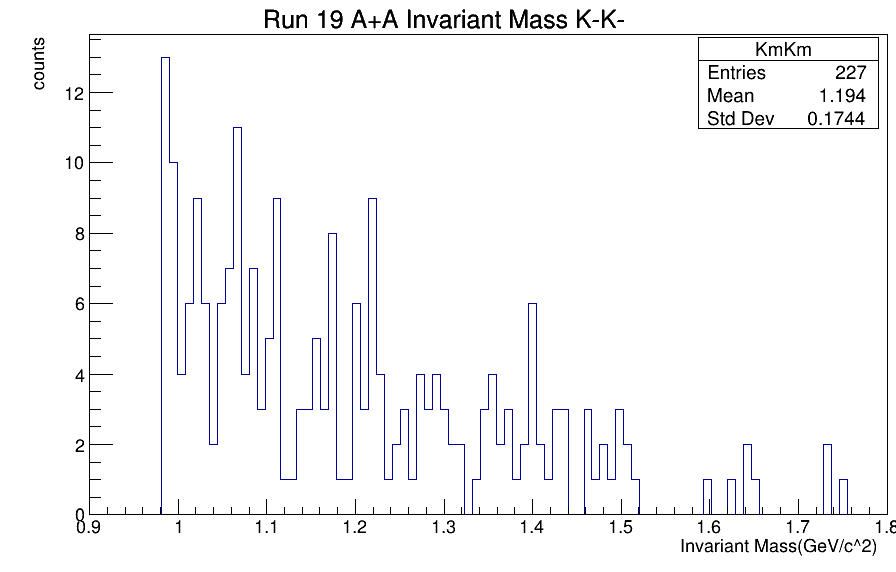 Run 19 A+A Invariant Mass K-K-
counts
KmKm
Entries 227
Mean 1.194
Std Dev 0.1744
12
10
8
6
4
2
0
0.9 1 1.1 1.2 1.3 1.4 1.5 1.6 1.7 1.8
Invariant Mass(GeV/c^2)